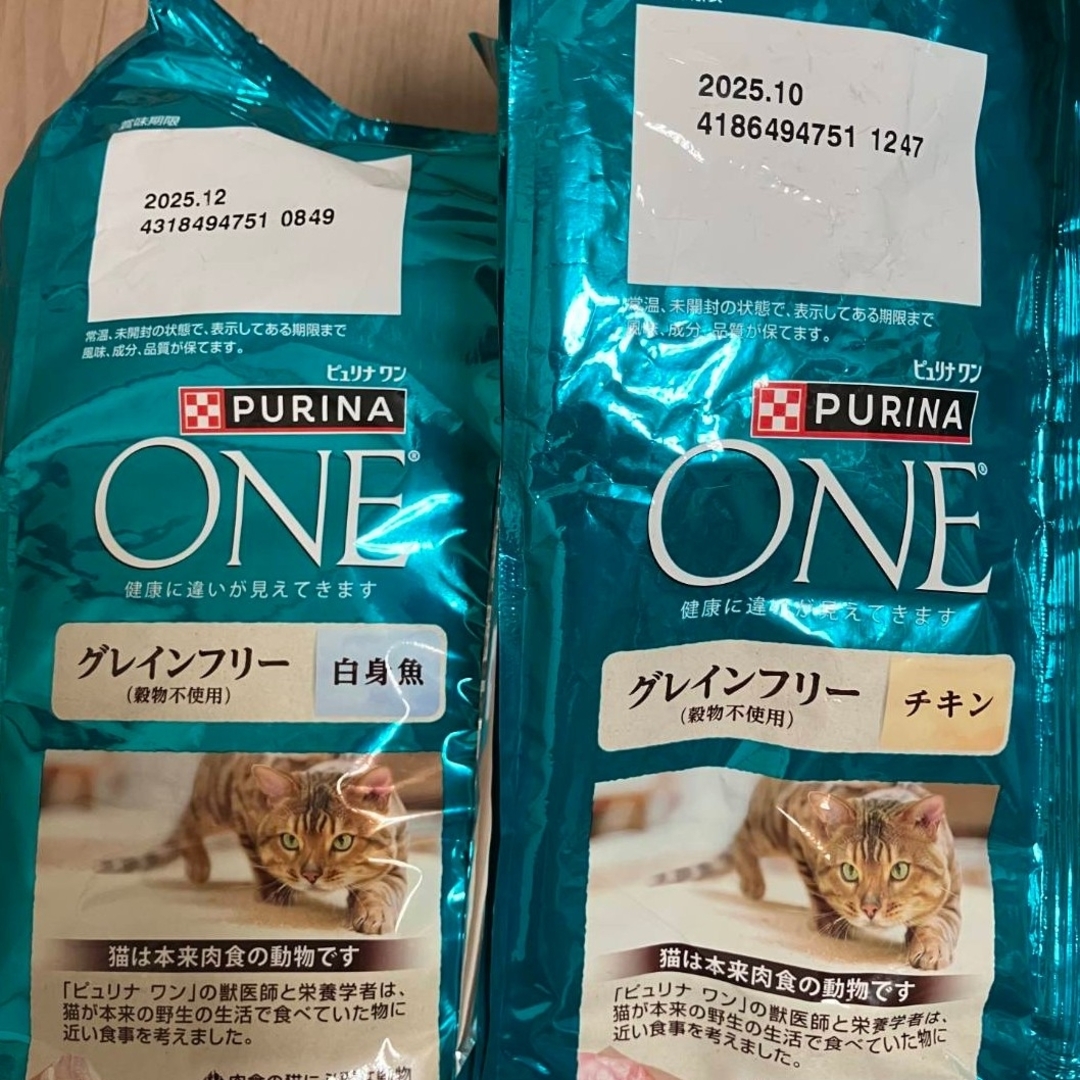 賞味期限
2025.12
4318494751 0849
常温、未開封の状態で、表示してある期限まで
風味、成分、品質が保てます。
ピュリナ ワン
PURINA
ONE®
健康に違いが見えてきます
グレインフリー
(穀物不使用)
白身魚
猫は本来肉食の動物です
「ピュリナ ワン」の獣医師と栄養学者は、
猫が本来の野生の生活で食べていた物に
近い食事を考えました。
肉食の猫に
2025.10
4186494751 1247
常温、未開封の状態で、表示してある期限まで
風味、成分、品質が保てます。
ピュリナ ワン
PURINA
ONE®
健康に違いが見えてきます
グレインフリー
(穀物不使用)
チキン
猫は本来肉食の動物です
「ピュリナ ワン」の獣医師と栄養学者は、
猫が本来の野生の生活で食べていた物に
近い食事を考えました。